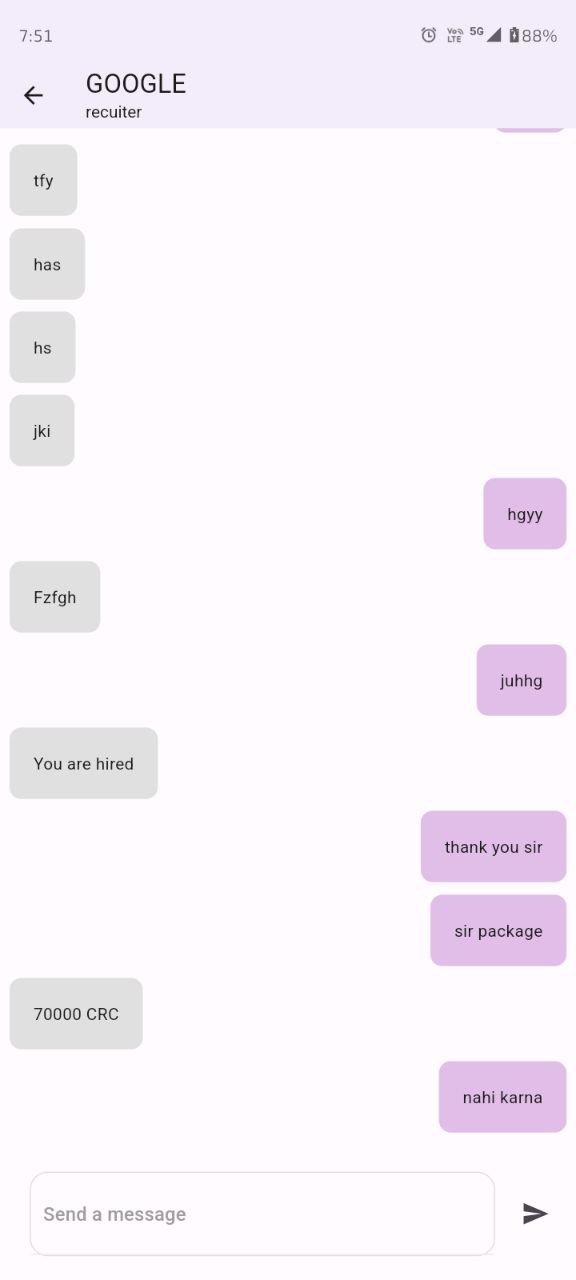 7:51
Vo LTE 5G 88%
GOOGLE
recuiter
tfy
has
hs
jki
hgyy
Fzfgh
juhhg
You are hired
thank you sir
sir package
70000 CRC
nahi karna
Send a message